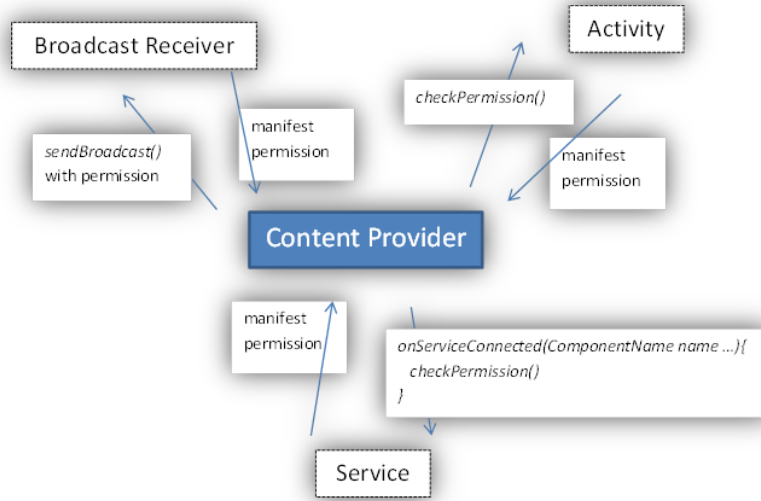 Broadcast Receiver
Activity
checkPermission()
manifest
permission
sendBroadcast()
with permission
manifest
permission
Content Provider
manifest
permission
onServiceConnected(ComponentName name ...){
checkPermission()
}
Service